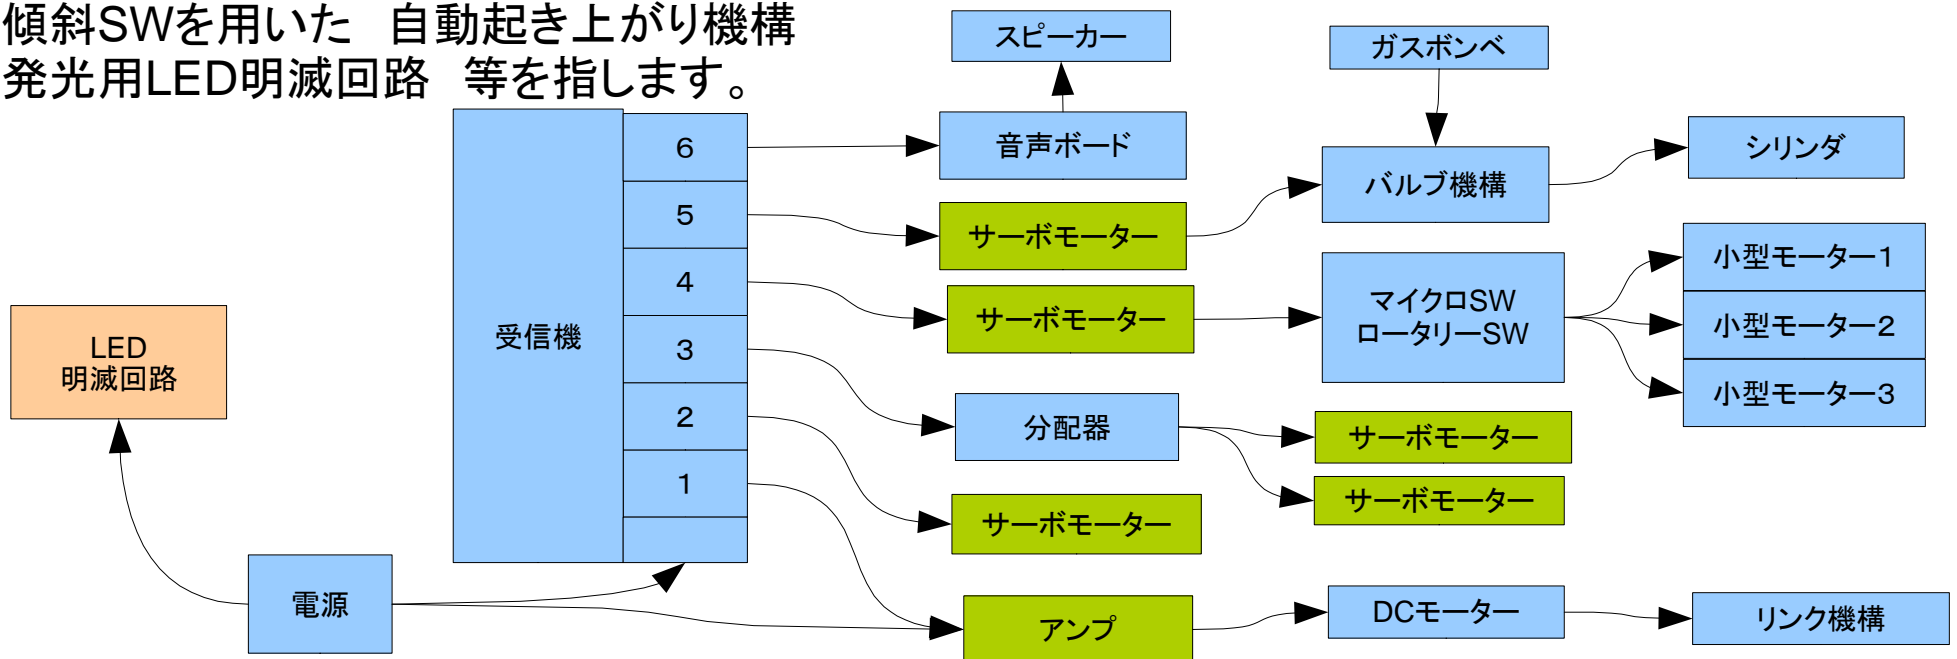 傾斜SWを用いた　自動起き上がり機構
発光用LED明滅回路　等を指します。
スピーカー
ガスボンベ
受信機
6
5
4
3
2
1
音声ボード
バルブ機構
シリンダ
サーボモーター
サーボモーター
マイクロSW
ロータリーSW
小型モーター1
小型モーター2
小型モーター3
LED
明滅回路
分配器
サーボモーター
サーボモーター
サーボモーター
電源
アンプ
DCモーター
リンク機構